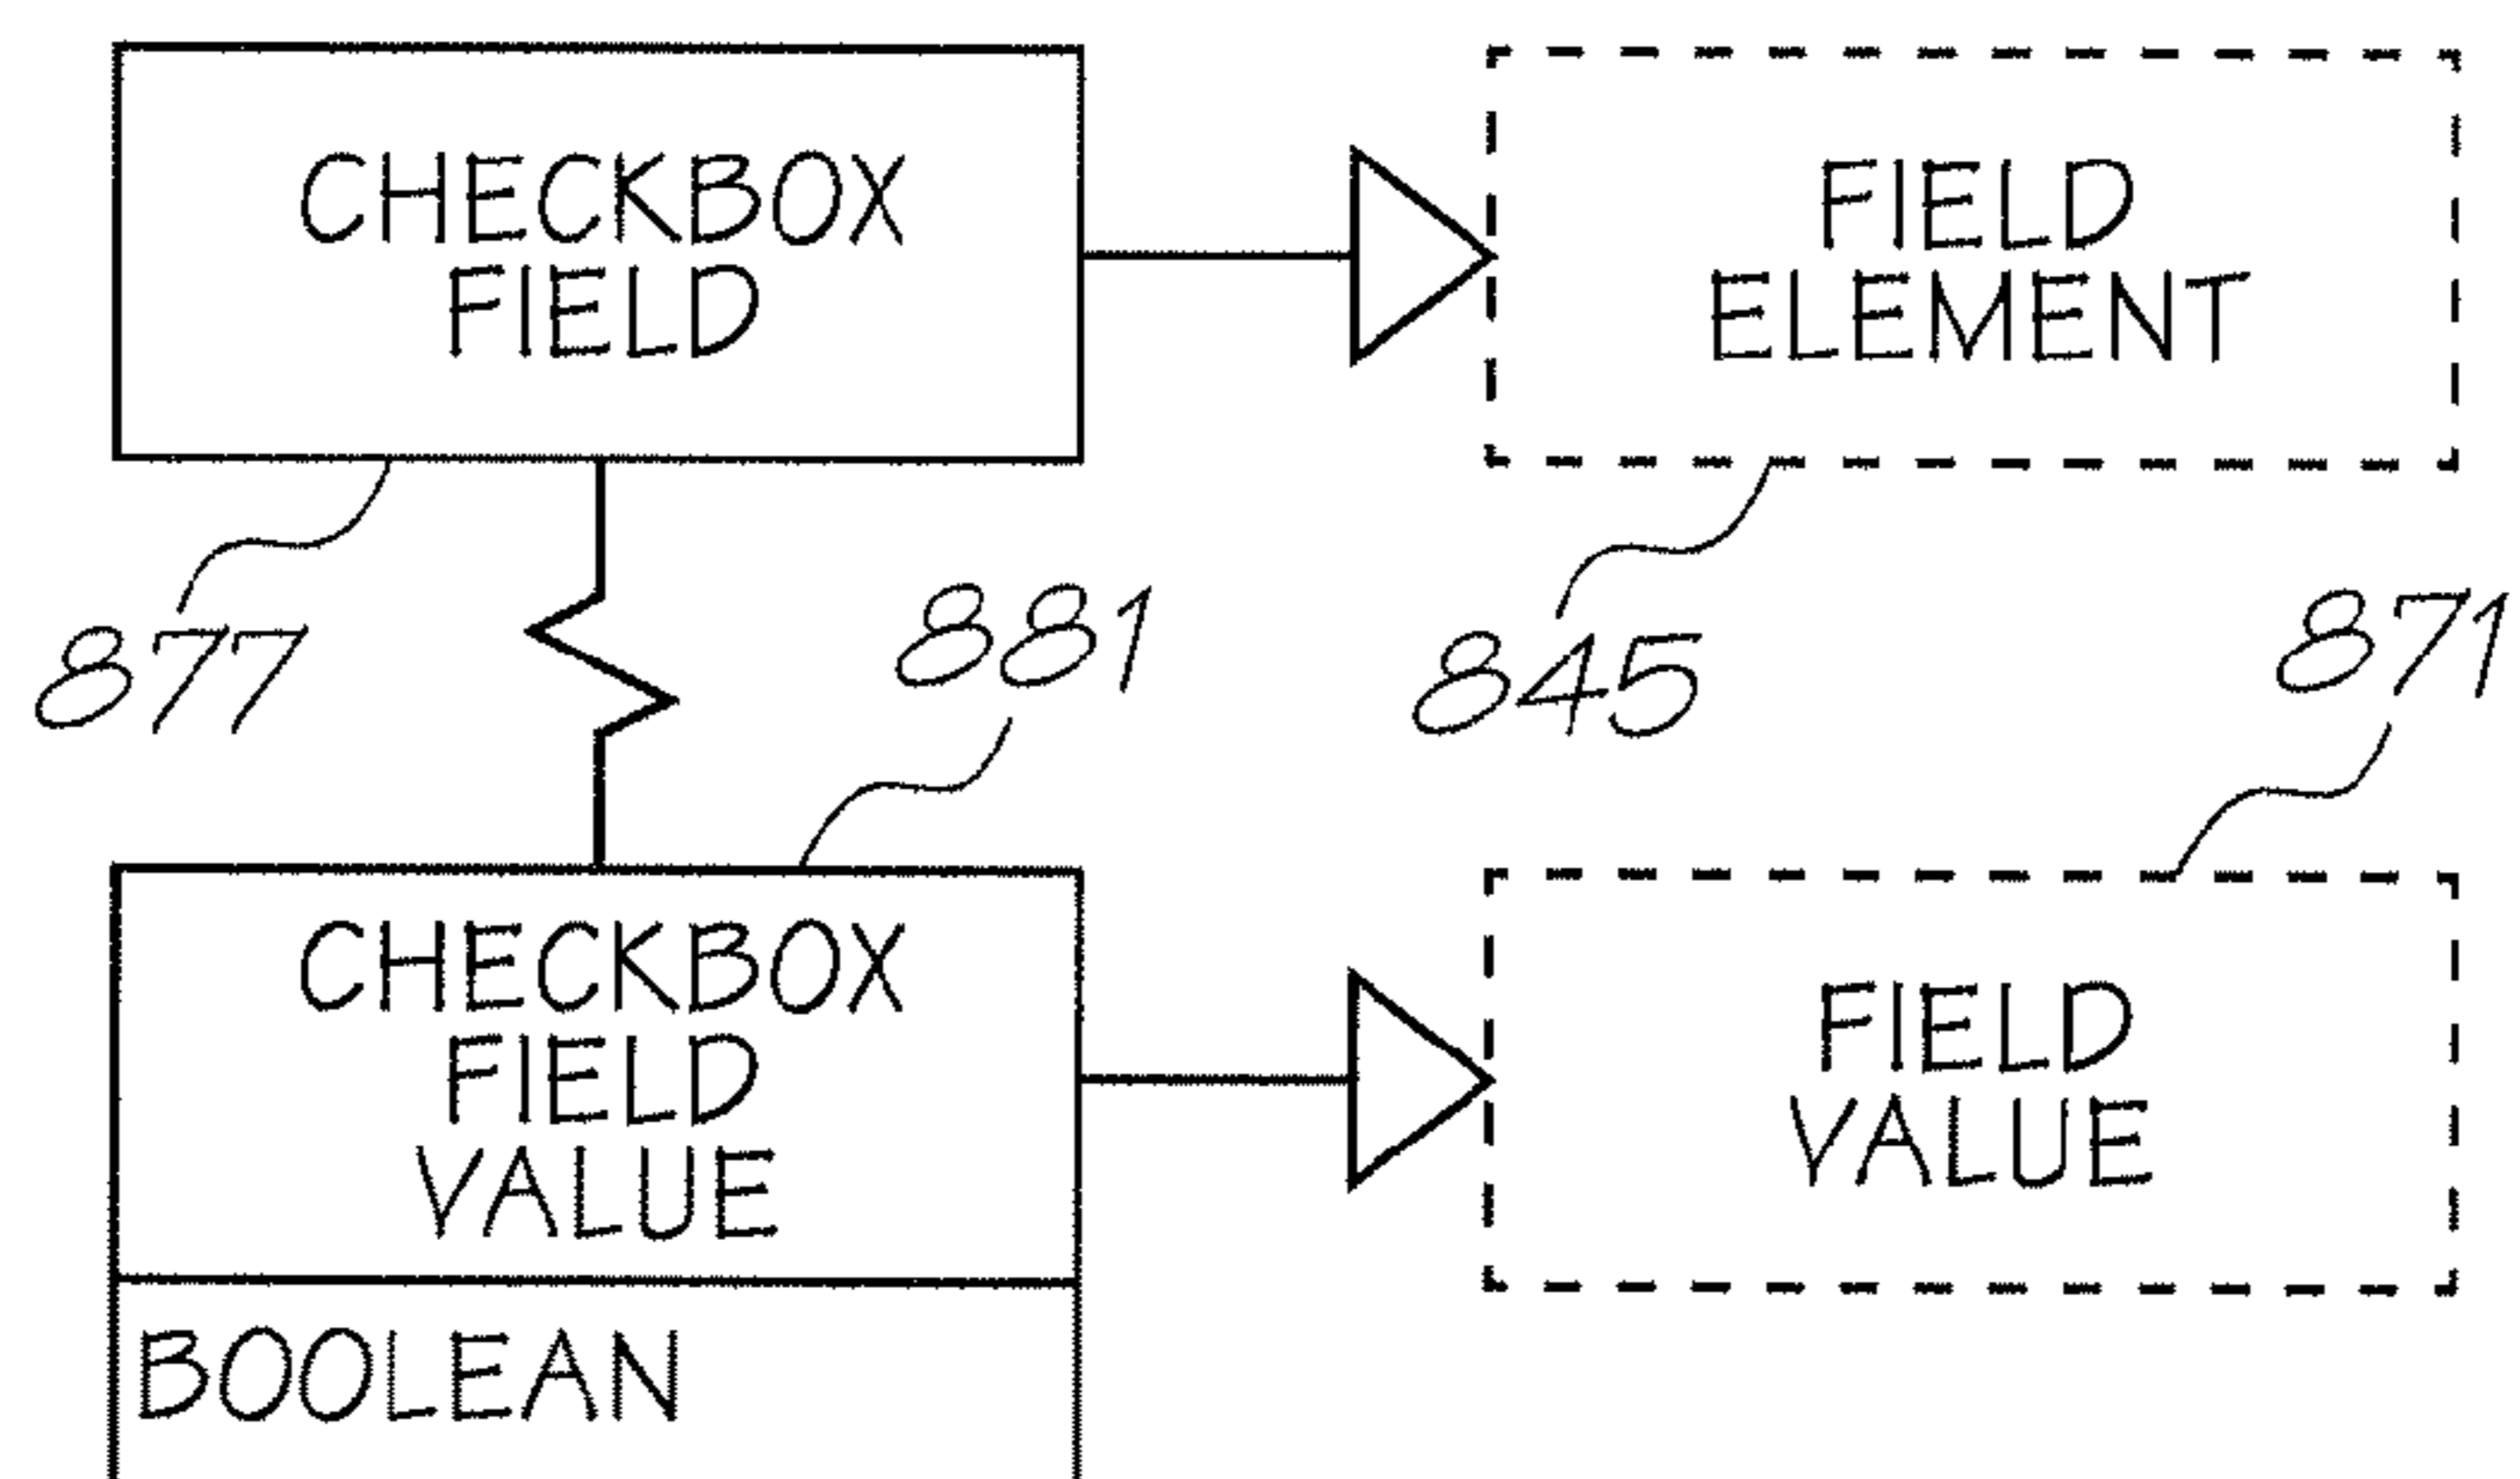 CHECKBOX
FIELD
FIELD
ELEMENT
877
881
845
871
CHECKBOX
FIELD
VALUE
FIELD
VALUE
BOOLEAN